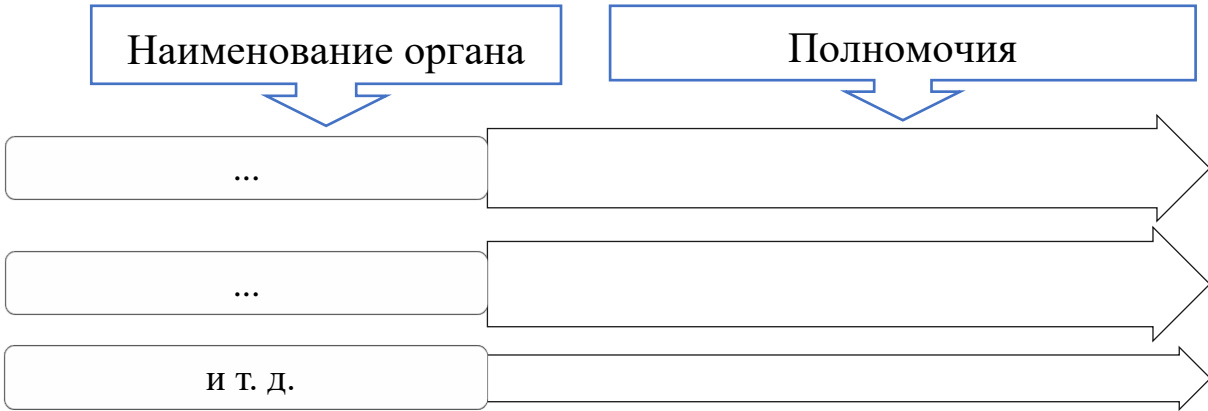 Наименование органа
Полномочия
...
...
и т. д.